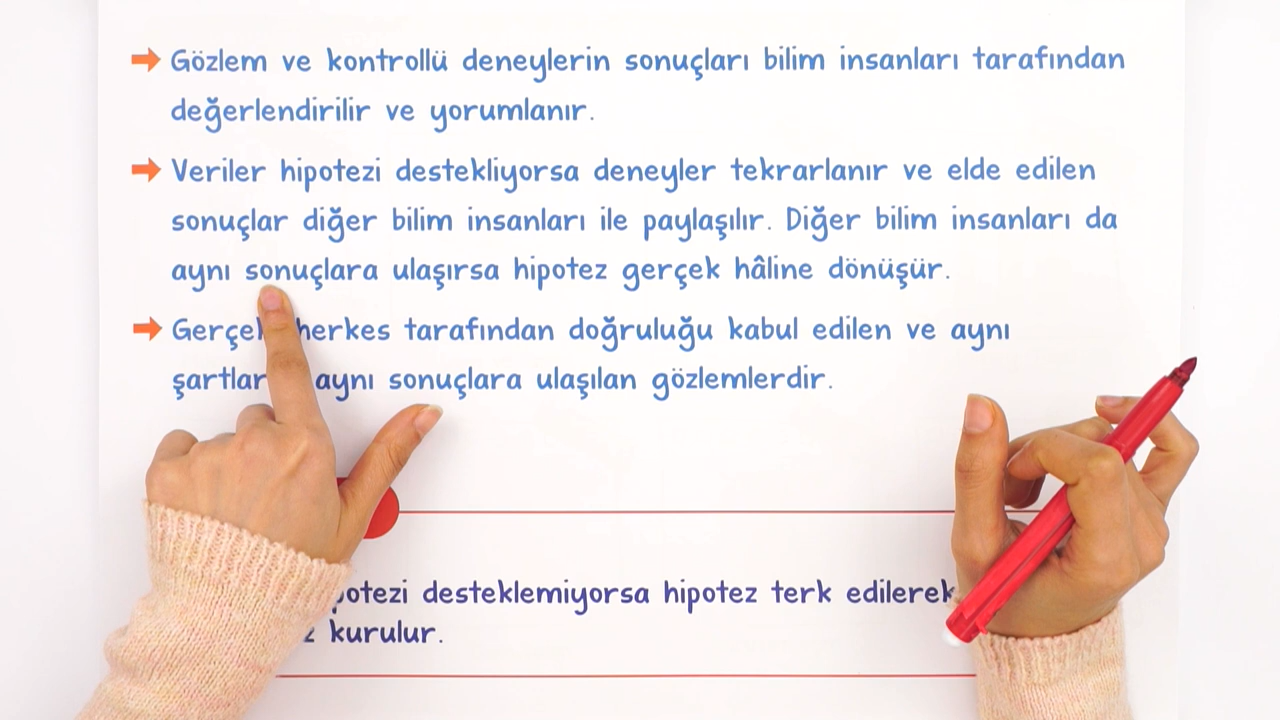 Gözlem ve kontrollü deneylerin sonuçları bilim insanları tarafından
değerlendirilir ve yorumlanır.
Veriler hipotezi destekliyorsa deneyler tekrarlanır ve elde edilen
sonuçlar diğer bilim insanları ile paylaşılır. Diğer bilim insanları da
aynı sonuçlara ulaşırsa hipotez gerçek hâline dönüşür.
herkes tarafından doğruluğu kabul edilen ve aynı
aynı sonuçlara ulaşılan gözlemlerdir.
desteklemiyorsa hipotez terk edilerek
kurulur.